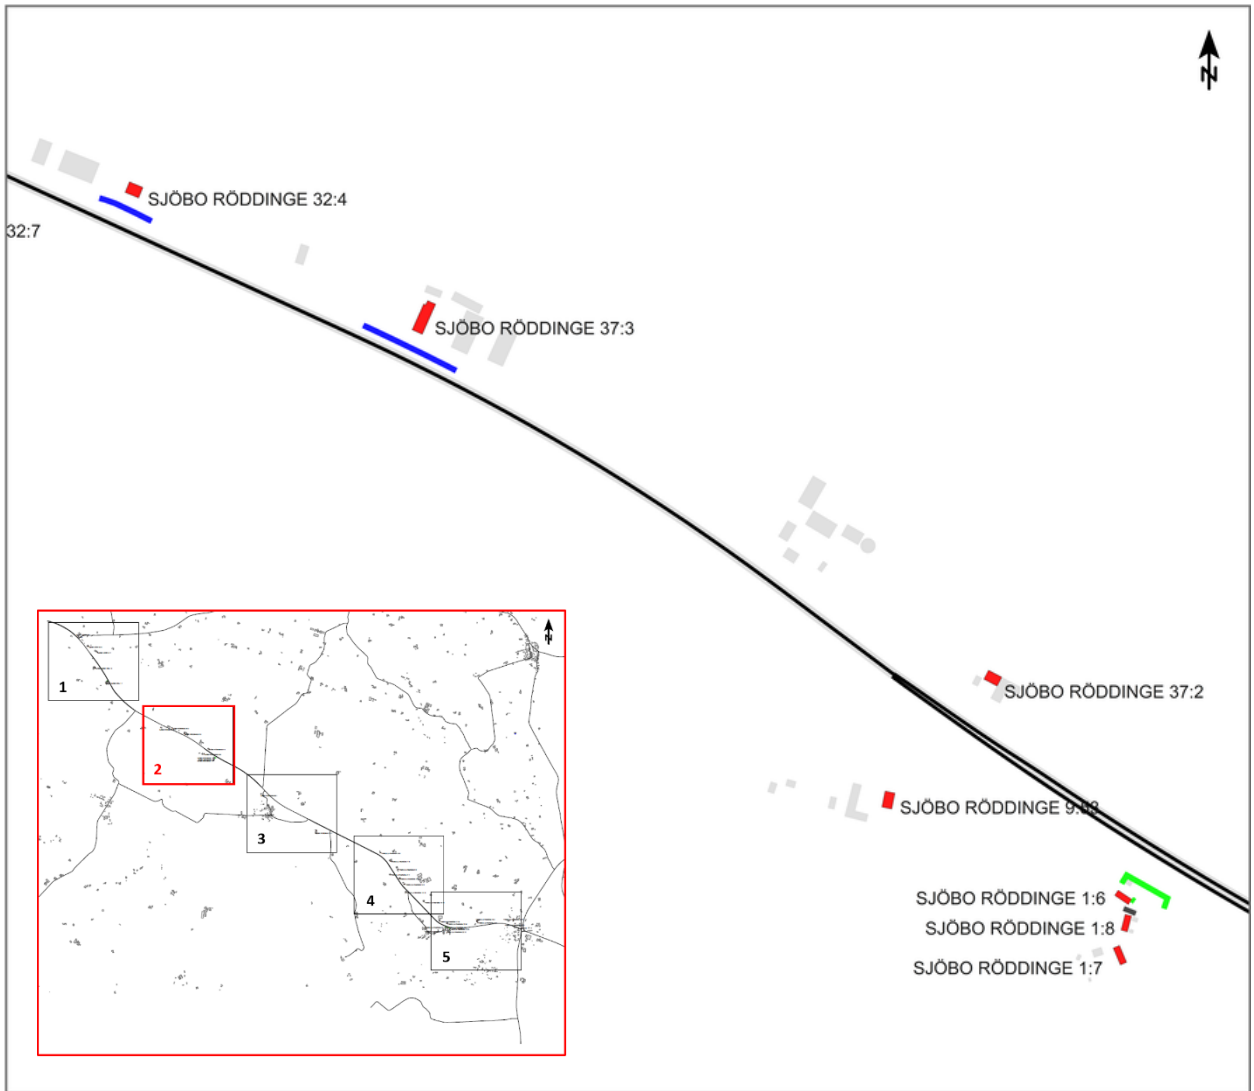 N
SJÖBO RÖDDINGE 32:4
32:7
SJÖBO RÖDDINGE 37:3
SJÖBO RÖDDINGE 37:2
SJÖBO RÖDDINGE
SJÖBO RÖDDINGE 1:6
SJÖBO RÖDDINGE 1:8
SJÖBO RÖDDINGE 1:7
N
1
2
3
4
5